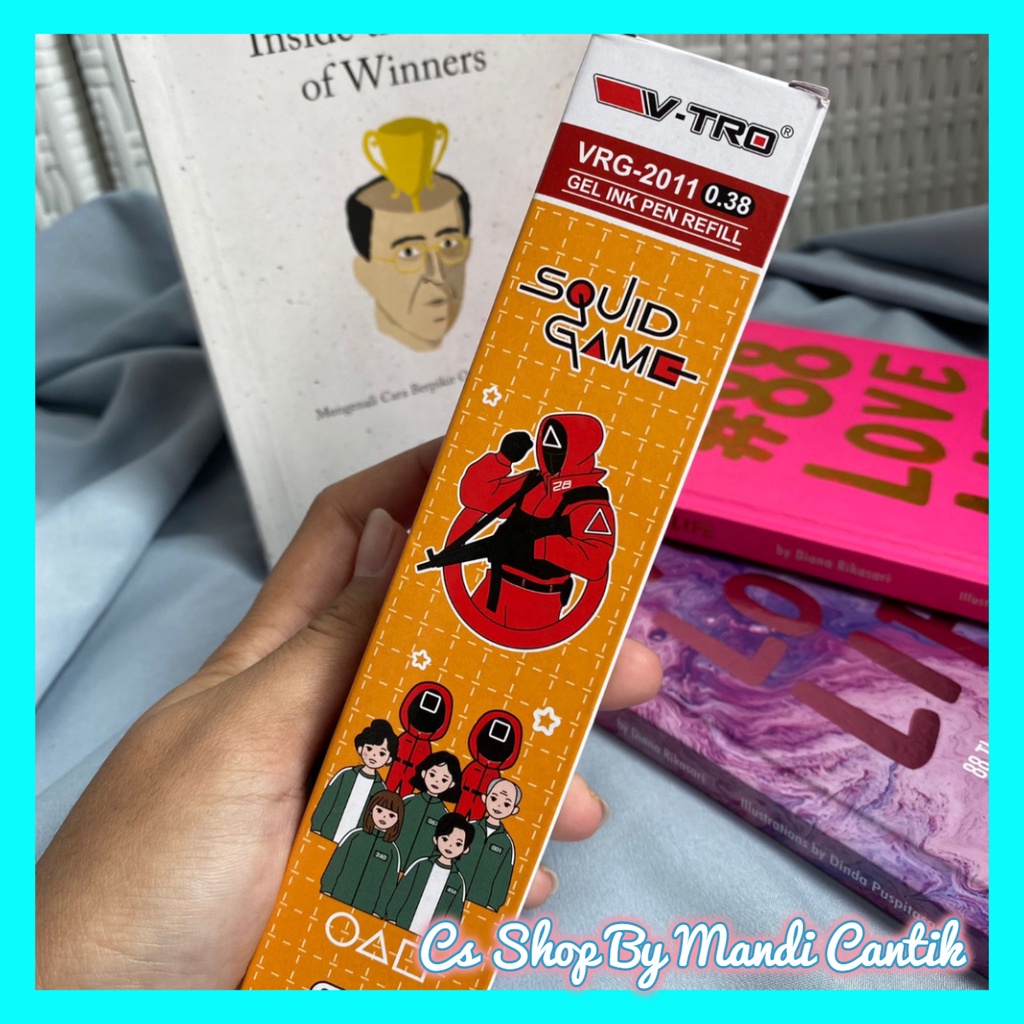 of Winners
Mengenali Cara Berpikir
V-TRO®
VRG-2011 0.38
GEL INK PEN REFILL
SQUID
GAME
28
001
#88
LOVE
by Diana Rikasari
by Diana Rikasari
Illustrations by Dinda Puspita
Cs Shop By Mandi Cantik